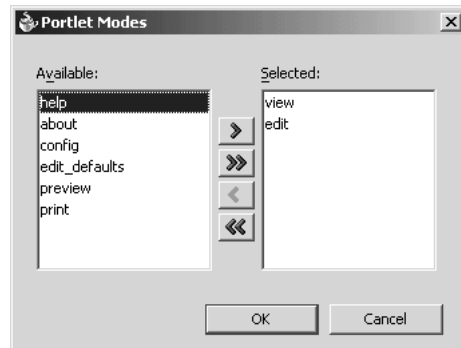 Portlet Modes
Available:
Selected:
help
about
config
edit_defaults
preview
print
view
edit
OK
Cancel